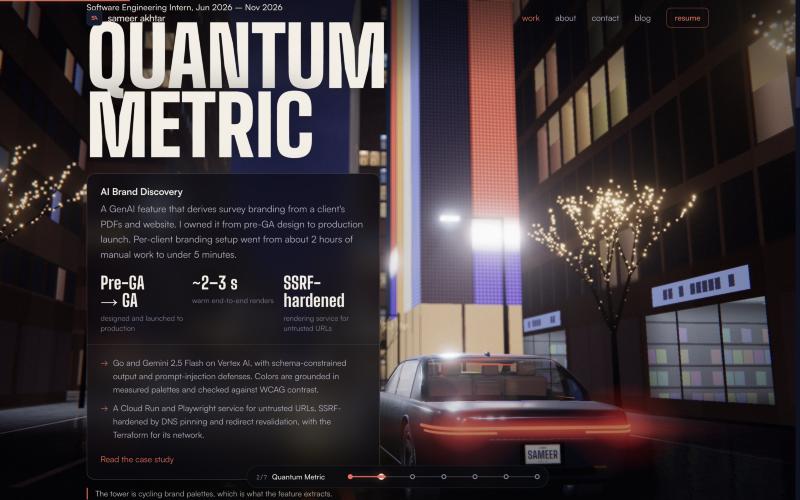 Software Engineering Intern, Jun 2026 — Nov 2026
SA sameer akhtar
work about contact blog resume
QUANTUM
METRIC
AI Brand Discovery
A GenAI feature that derives survey branding from a client's
PDFs and website. I owned it from pre-GA design to production
launch. Per-client branding setup went from about 2 hours of
manual work to under 5 minutes.
Pre-GA
→ GA
designed and launched to
production
~2–3 s
warm end-to-end renders
SSRF-
hardened
rendering service for
untrusted URLs
→ Go and Gemini 2.5 Flash on Vertex AI, with schema-constrained
output and prompt-injection defenses. Colors are grounded in
measured palettes and checked against WCAG contrast.
→ A Cloud Run and Playwright service for untrusted URLs, SSRF-
hardened by DNS pinning and redirect revalidation, with the
Terraform for its network.
Read the case study
SAMEER
2/7 Quantum Metric
The tower is cycling brand palettes, which is what the feature extracts.